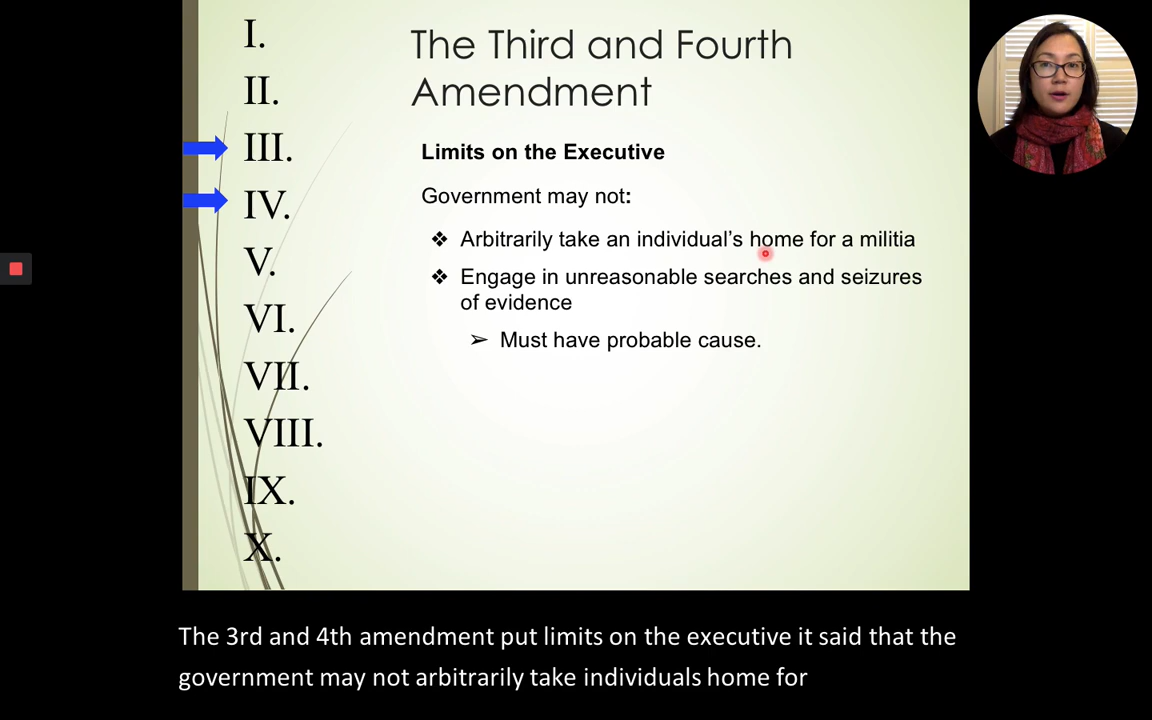 I.
II.
III.
IV.
V.
VI.
VII.
VIII.
IX.
X.
The Third and Fourth
Amendment
Limits on the Executive
Government may not:
❖ Arbitrarily take an individual’s home for a militia
❖ Engage in unreasonable searches and seizures
of evidence
➢ Must have probable cause.
The 3rd and 4th amendment put limits on the executive it said that the
government may not arbitrarily take individuals home for